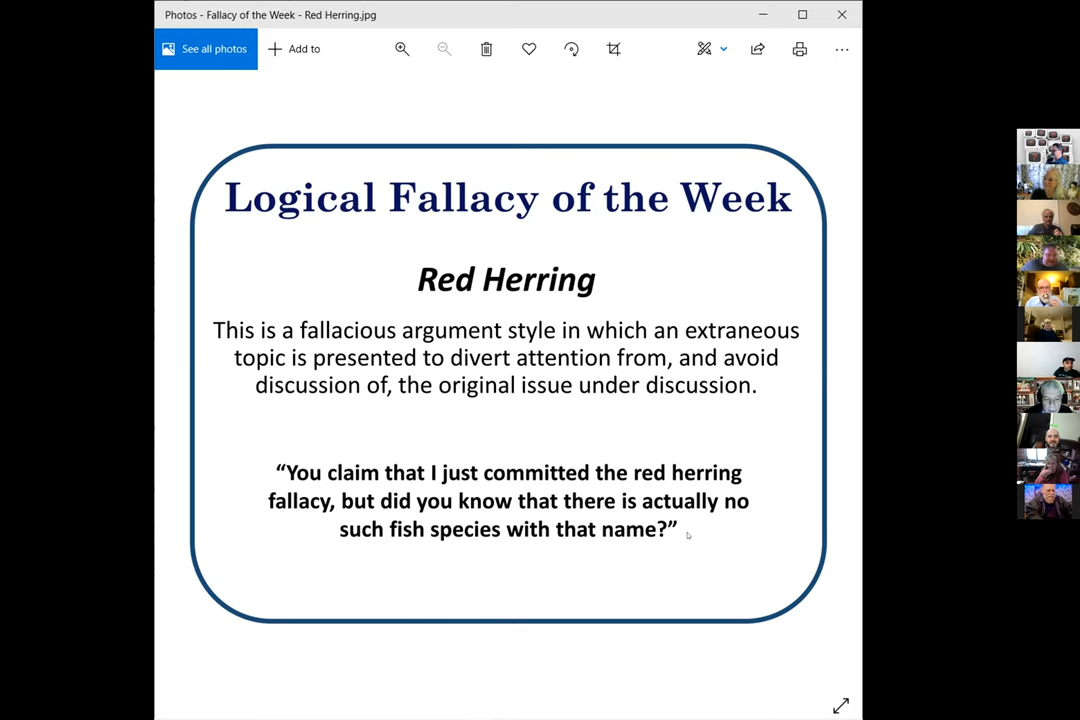 Photos - Fallacy of the Week - Red Herring.jpg
See all photos
Add to
Logical Fallacy of the Week
Red Herring
This is a fallacious argument style in which an extraneous
topic is presented to divert attention from, and avoid
discussion of, the original issue under discussion.
“You claim that I just committed the red herring
fallacy, but did you know that there is actually no
such fish species with that name?”